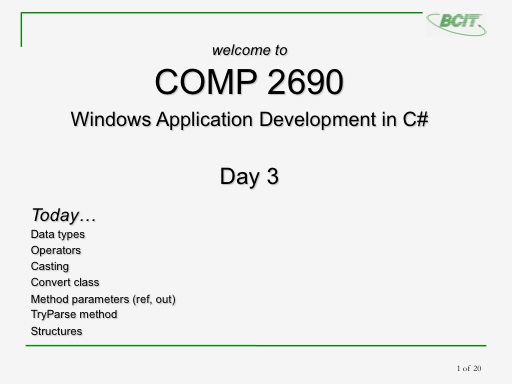 BCIT
welcome to
COMP 2690
Windows Application Development in C#
Day 3
Today…
Data types
Operators
Casting
Convert class
Method parameters (ref, out)
TryParse method
Structures
1 of 20